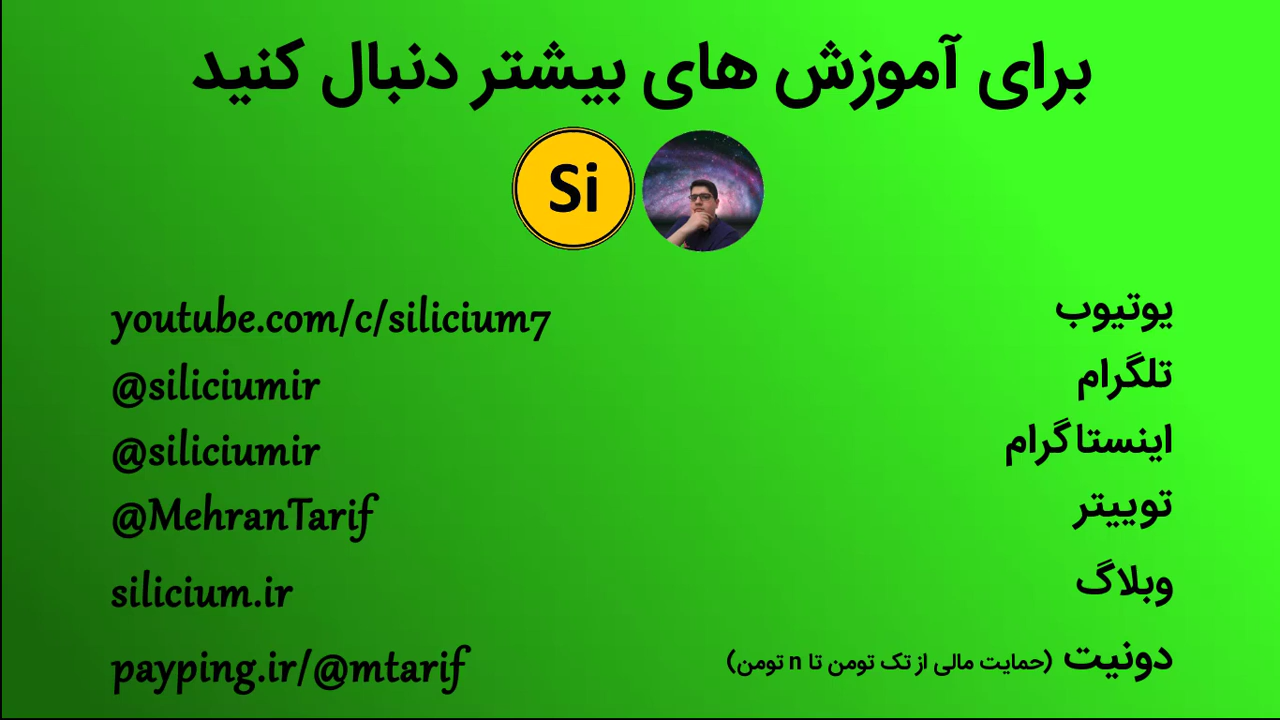 برای آموزش های بیشتر دنبال کنید
Si
یوتیوب youtube.com/c/silicium7
تلگرام @siliciumir
اینستاگرام @siliciumir
توییتر @MehranTarif
وبلاگ silicium.ir
دونیت (حمایت مالی از تک تومن تا n تومن) payping.ir/@mtarif